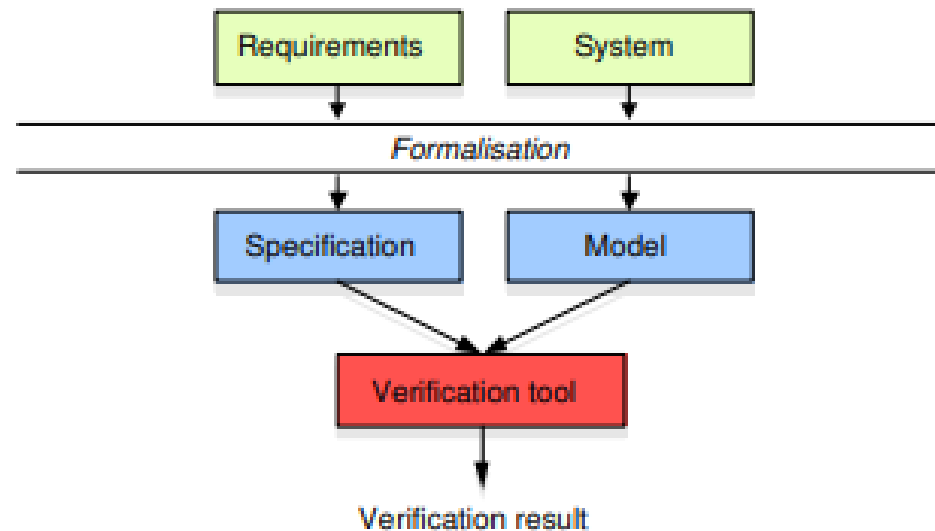 Requirements
System
Formalisation
Specification
Model
Verification tool
Verification result